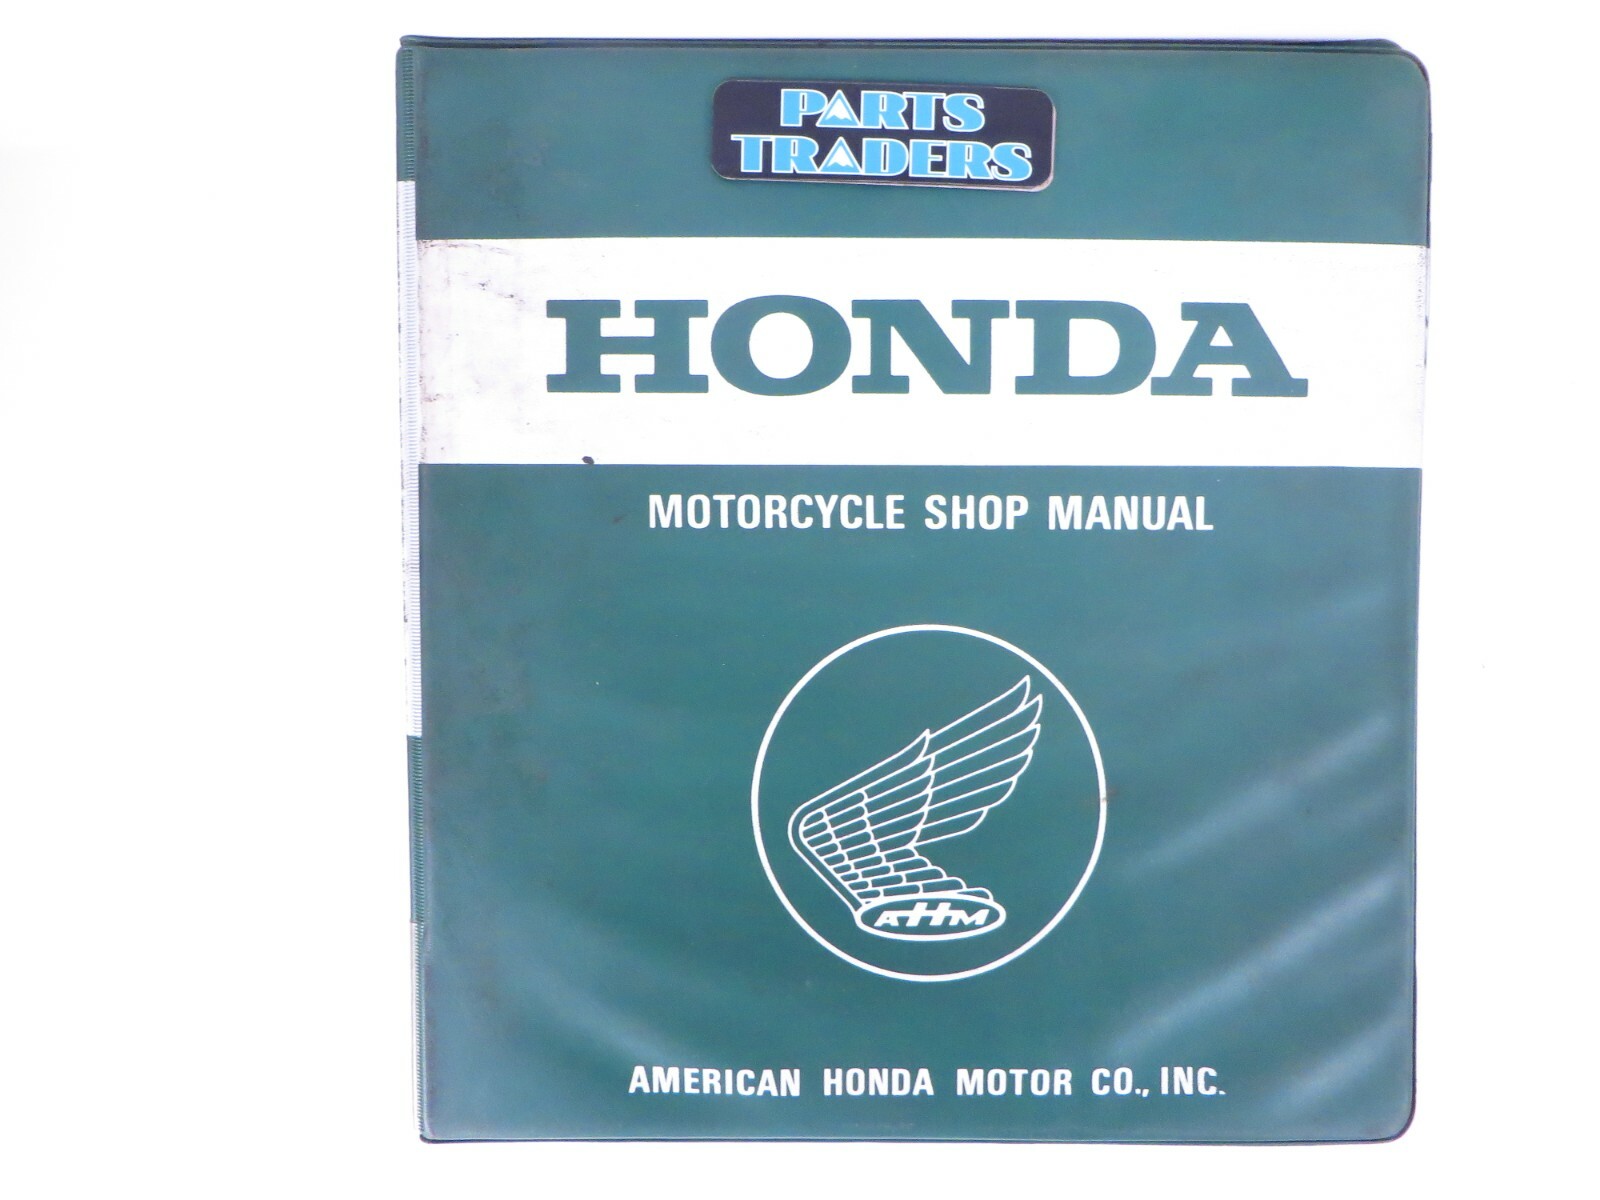 PARTS
TRADERS
HONDA
MOTORCYCLE SHOP MANUAL
AHM
AMERICAN HONDA MOTOR CO., INC.